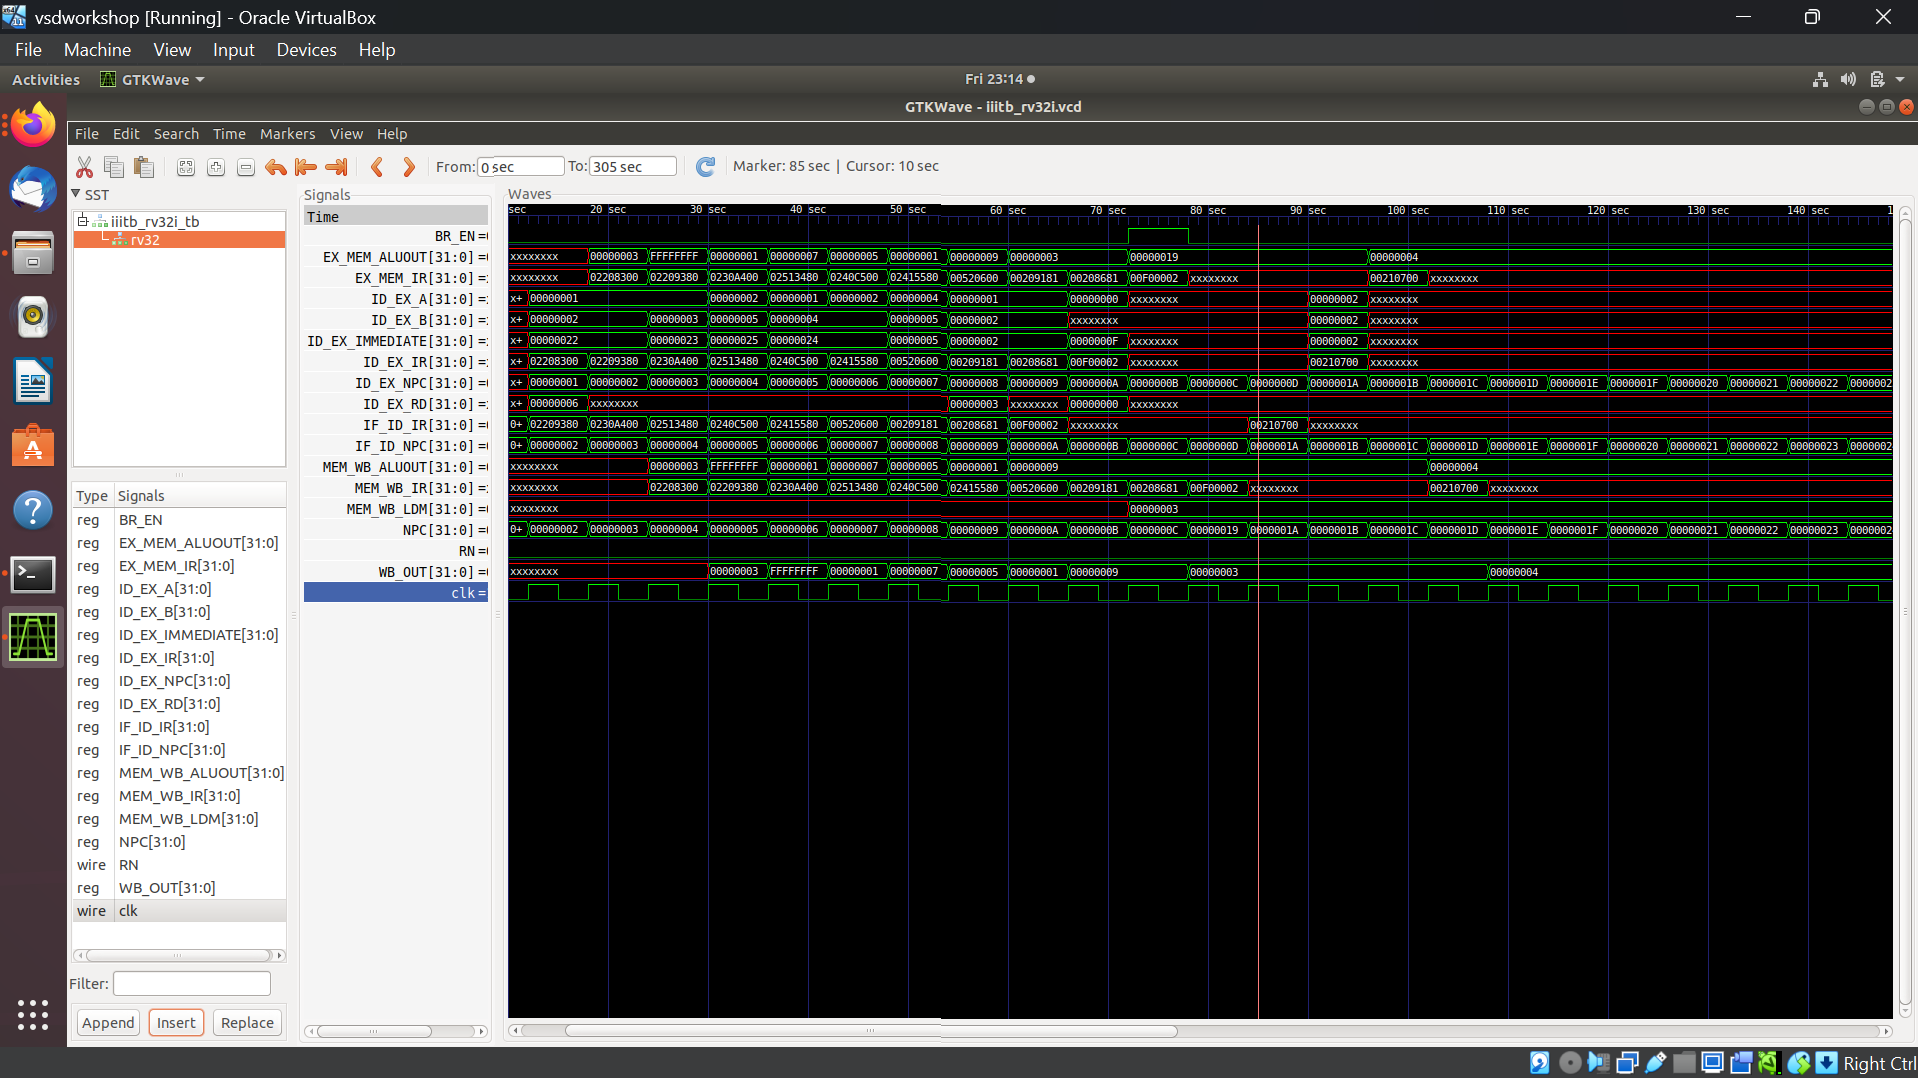 vsdworkshop [Running] - Oracle VirtualBox
File Machine View Input Devices Help
Activities GTKWave Fri 23:14
GTKWave - iiitb_rv32i.vcd
File Edit Search Time Markers View Help
From: 0 sec To: 305 sec Marker: 85 sec | Cursor: 10 sec
SST
iiitb_rv32i_tb
rv32
Type Signals
reg BR_EN
reg EX_MEM_ALUOUT[31:0]
reg EX_MEM_IR[31:0]
reg ID_EX_A[31:0]
reg ID_EX_B[31:0]
reg ID_EX_IMMEDIATE[31:0]
reg ID_EX_IR[31:0]
reg ID_EX_NPC[31:0]
reg ID_EX_RD[31:0]
reg IF_ID_IR[31:0]
reg IF_ID_NPC[31:0]
reg MEM_WB_ALUOUT[31:0]
reg MEM_WB_IR[31:0]
reg MEM_WB_LDM[31:0]
reg NPC[31:0]
wire RN
reg WB_OUT[31:0]
wire clk
Filter:
Append Insert Replace
Signals
Waves
Time sec 20 sec 30 sec 40 sec 50 sec 60 sec 70 sec 80 sec 90 sec 100 sec 110 sec 120 sec 130 sec 140 sec 1
BR_EN =
EX_MEM_ALUOUT[31:0] = xxxxxxxx 00000003 FFFFFFFF 00000001 00000007 00000005 00000001 00000009 00000003 00000019 00000004
EX_MEM_IR[31:0] = xxxxxxxx 02208300 02209380 0230A400 02513480 0240C500 02415580 00520600 00209181 00208681 00F00002 xxxxxxxx 00210700 xxxxxxxx
ID_EX_A[31:0] = x+ 00000001 00000002 00000001 00000002 00000004 00000001 00000000 xxxxxxxx 00000002 xxxxxxxx
ID_EX_B[31:0] = x+ 00000002 00000003 00000005 00000004 00000005 00000002 xxxxxxxx 00000002 xxxxxxxx
ID_EX_IMMEDIATE[31:0] = x+ 00000022 00000023 00000025 00000024 00000005 00000002 0000000F xxxxxxxx 00000002 xxxxxxxx
ID_EX_IR[31:0] = x+ 02208300 02209380 0230A400 02513480 0240C500 02415580 00520600 00209181 00208681 00F00002 xxxxxxxx 00210700 xxxxxxxx
ID_EX_NPC[31:0] = x+ 00000001 00000002 00000003 00000004 00000005 00000006 00000007 00000008 00000009 0000000A 0000000B 0000000C 0000000D 0000001A 0000001B 0000001C 0000001D 0000001E 0000001F 00000020 00000021 00000022 0000002
ID_EX_RD[31:0] = x+ 00000006 xxxxxxxx 00000003 xxxxxxxx 00000000 xxxxxxxx
IF_ID_IR[31:0] = 0+ 02209380 0230A400 02513480 0240C500 02415580 00520600 00209181 00208681 00F00002 xxxxxxxx 00210700 xxxxxxxx
IF_ID_NPC[31:0] = 0+ 00000002 00000003 00000004 00000005 00000006 00000007 00000008 00000009 0000000A 0000000B 0000000C 0000000D 0000001A 0000001B 0000001C 0000001D 0000001E 0000001F 00000020 00000021 00000022 00000023 0000002
MEM_WB_ALUOUT[31:0] = xxxxxxxx 00000003 FFFFFFFF 00000001 00000007 00000005 00000001 00000009 00000004
MEM_WB_IR[31:0] = xxxxxxxx 02208300 02209380 0230A400 02513480 0240C500 02415580 00520600 00209181 00208681 00F00002 xxxxxxxx 00210700 xxxxxxxx
MEM_WB_LDM[31:0] = xxxxxxxx 00000003
NPC[31:0] = 0+ 00000002 00000003 00000004 00000005 00000006 00000007 00000008 00000009 0000000A 0000000B 0000000C 00000019 0000001A 0000001B 0000001C 0000001D 0000001E 0000001F 00000020 00000021 00000022 00000023 0000002
RN =
WB_OUT[31:0] = xxxxxxxx 00000003 FFFFFFFF 00000001 00000007 00000005 00000001 00000009 00000003 00000004
clk =
Right Ctrl